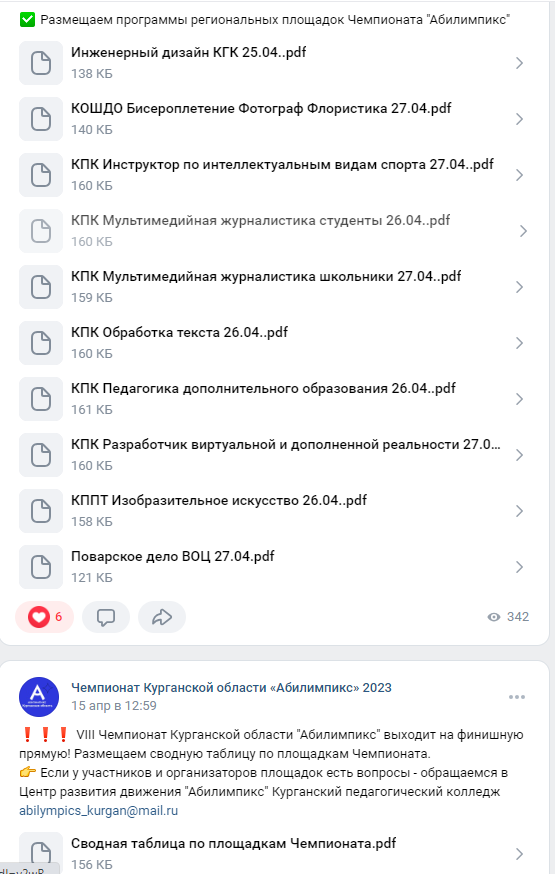 ✅ Размещаем программы региональных площадок Чемпионата "Абилимпикс"
Инженерный дизайн КГК 25.04..pdf
138 КБ
КОШДО Бисероплетение Фотограф Флористика 27.04.pdf
140 КБ
КПК Инструктор по интеллектуальным видам спорта 27.04..pdf
160 КБ
КПК Мультимедийная журналистика студенты 26.04..pdf
160 КБ
КПК Мультимедийная журналистика школьники 27.04..pdf
159 КБ
КПК Обработка текста 26.04..pdf
160 КБ
КПК Педагогика дополнительного образования 26.04..pdf
161 КБ
КПК Разработчик виртуальной и дополненной реальности 27.0...
160 КБ
КППТ Изобразительное искусство 26.04..pdf
158 КБ
Поварское дело ВОЦ 27.04.pdf
121 КБ
6
342
Чемпионат Курганской области «Абилимпикс» 2023
15 апр в 12:59
❗❗❗ VIII Чемпионат Курганской области "Абилимпикс" выходит на финишную
прямую! Размещаем сводную таблицу по площадкам Чемпионата.
👉 Если у участников и организаторов площадок есть вопросы - обращаемся в
Центр развития движения "Абилимпикс" Курганский педагогический колледж
abilympics_kurgan@mail.ru
Сводная таблица по площадкам Чемпионата.pdf
156 КБ